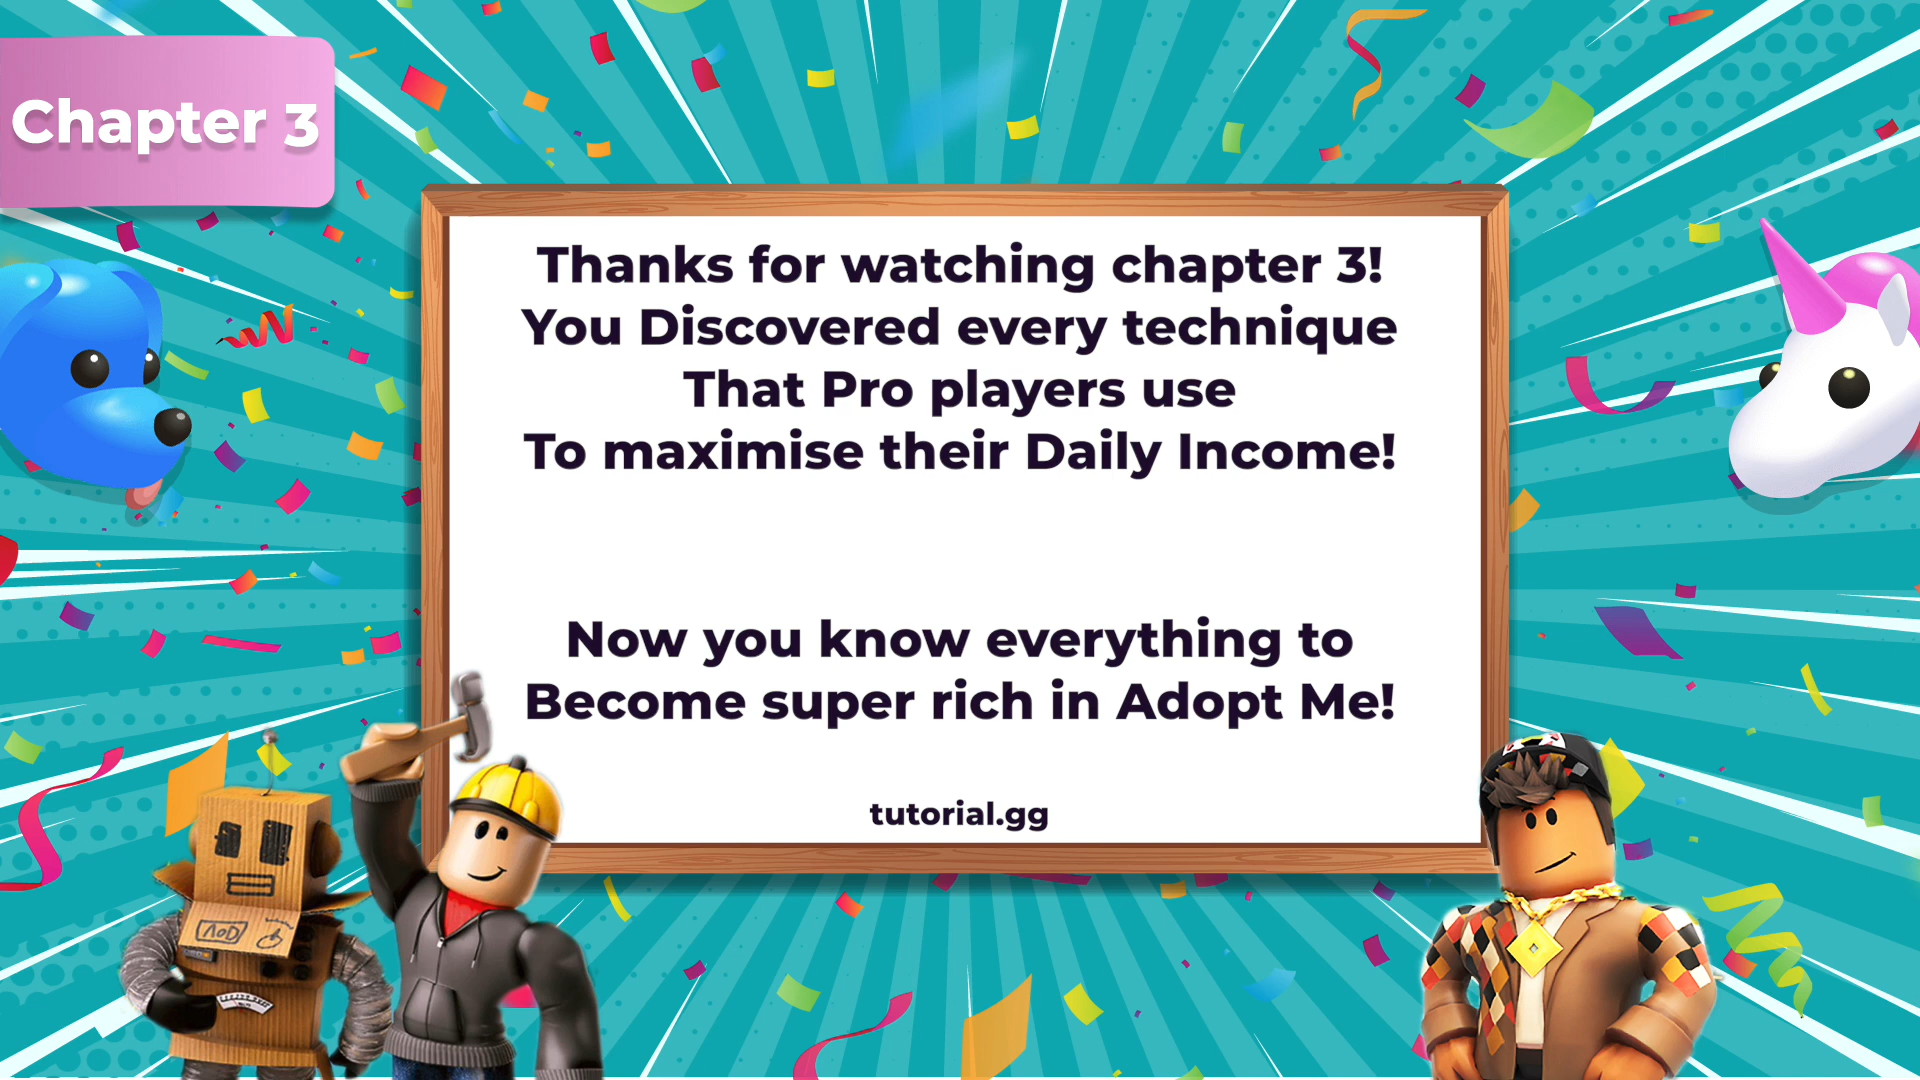 Chapter 3
Thanks for watching chapter 3!
You Discovered every technique
That Pro players use
To maximise their Daily Income!
Now you know everything to
Become super rich in Adopt Me!
tutorial.gg